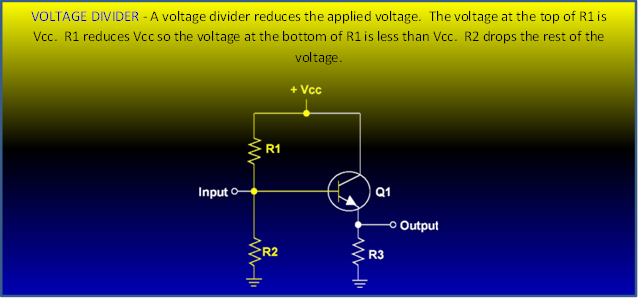 VOLTAGE DIVIDER - A voltage divider reduces the applied voltage. The voltage at the top of R1 is
Vcc. R1 reduces Vcc so the voltage at the bottom of R1 is less than Vcc. R2 drops the rest of the
voltage.
+ Vcc
R1
Input
Q1
Output
R2
R3